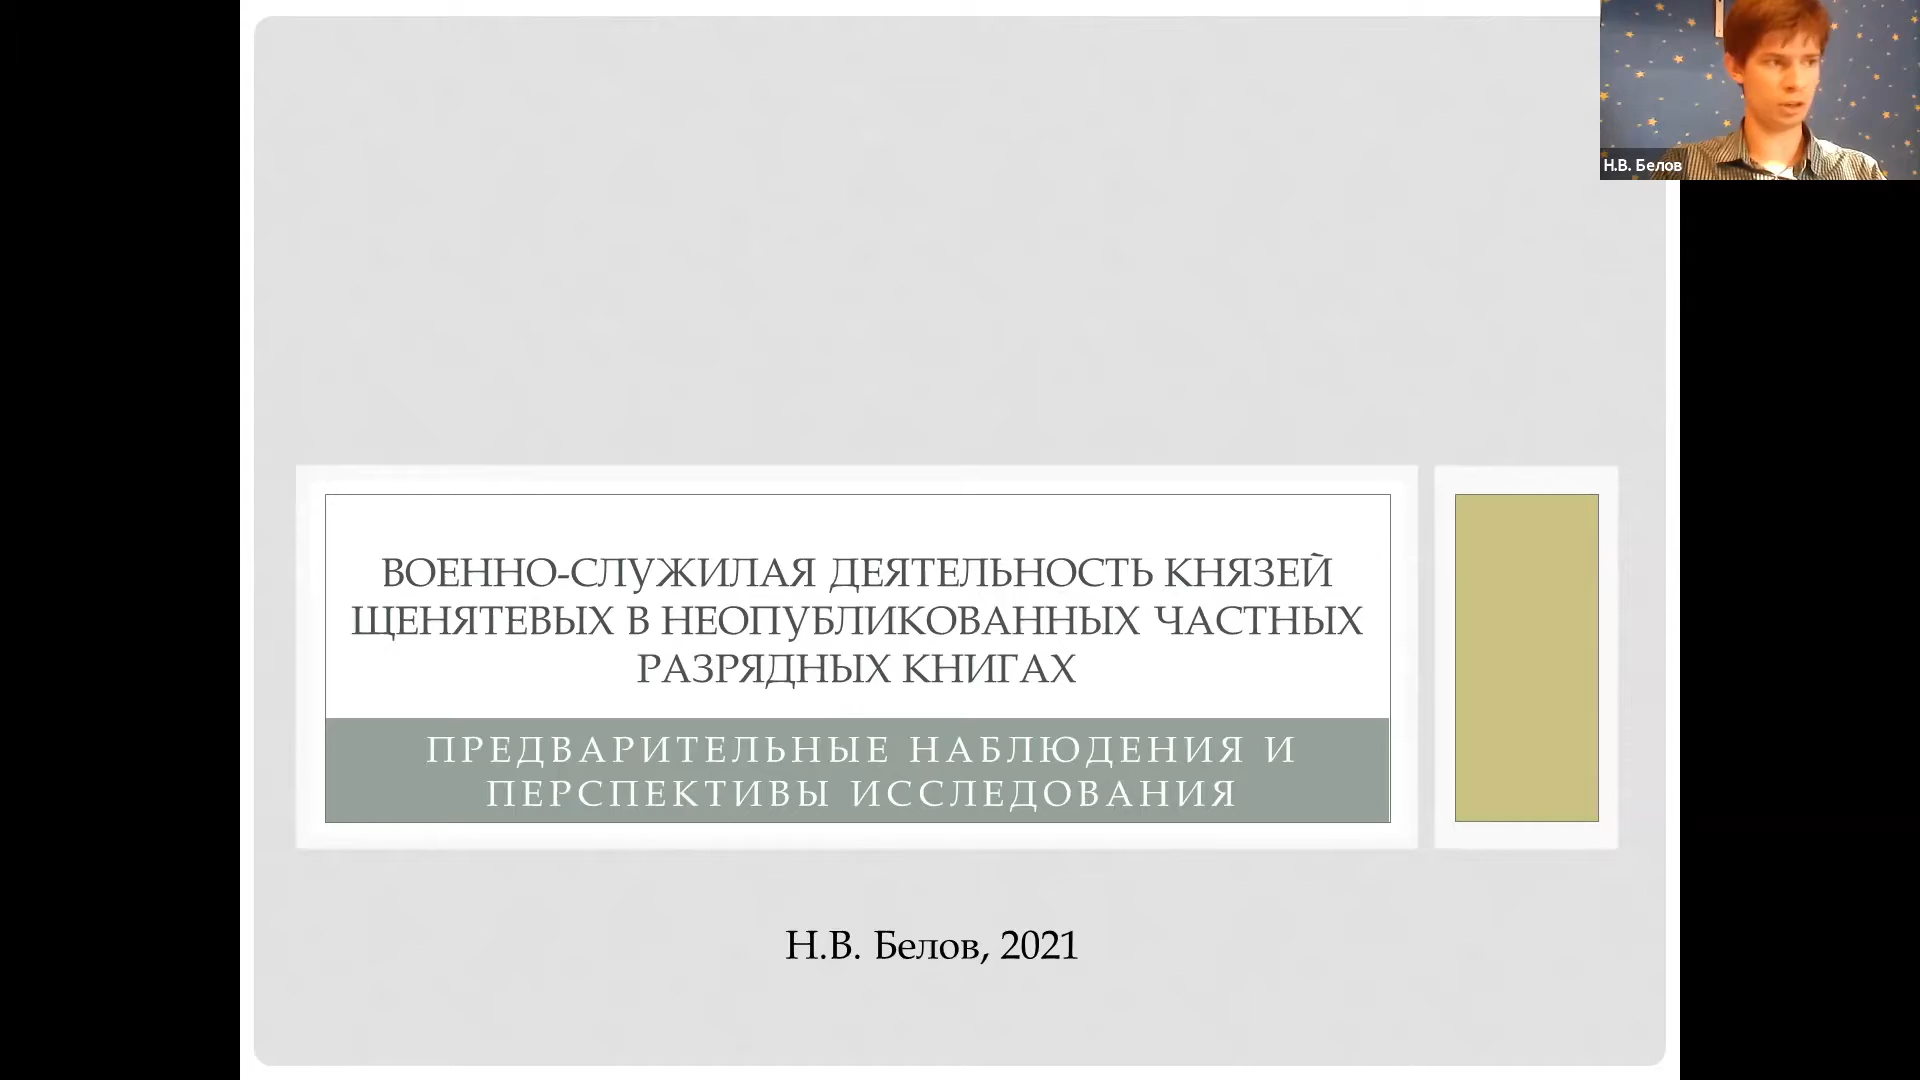 Н.В. Белов
ВОЕННО-СЛУЖИЛАЯ ДЕЯТЕЛЬНОСТЬ КНЯЗЕЙ
ЩЕНЯТЕВЫХ В НЕОПУБЛИКОВАННЫХ ЧАСТНЫХ
РАЗРЯДНЫХ КНИГАХ
ПРЕДВАРИТЕЛЬНЫЕ НАБЛЮДЕНИЯ И
ПЕРСПЕКТИВЫ ИССЛЕДОВАНИЯ
Н.В. Белов, 2021